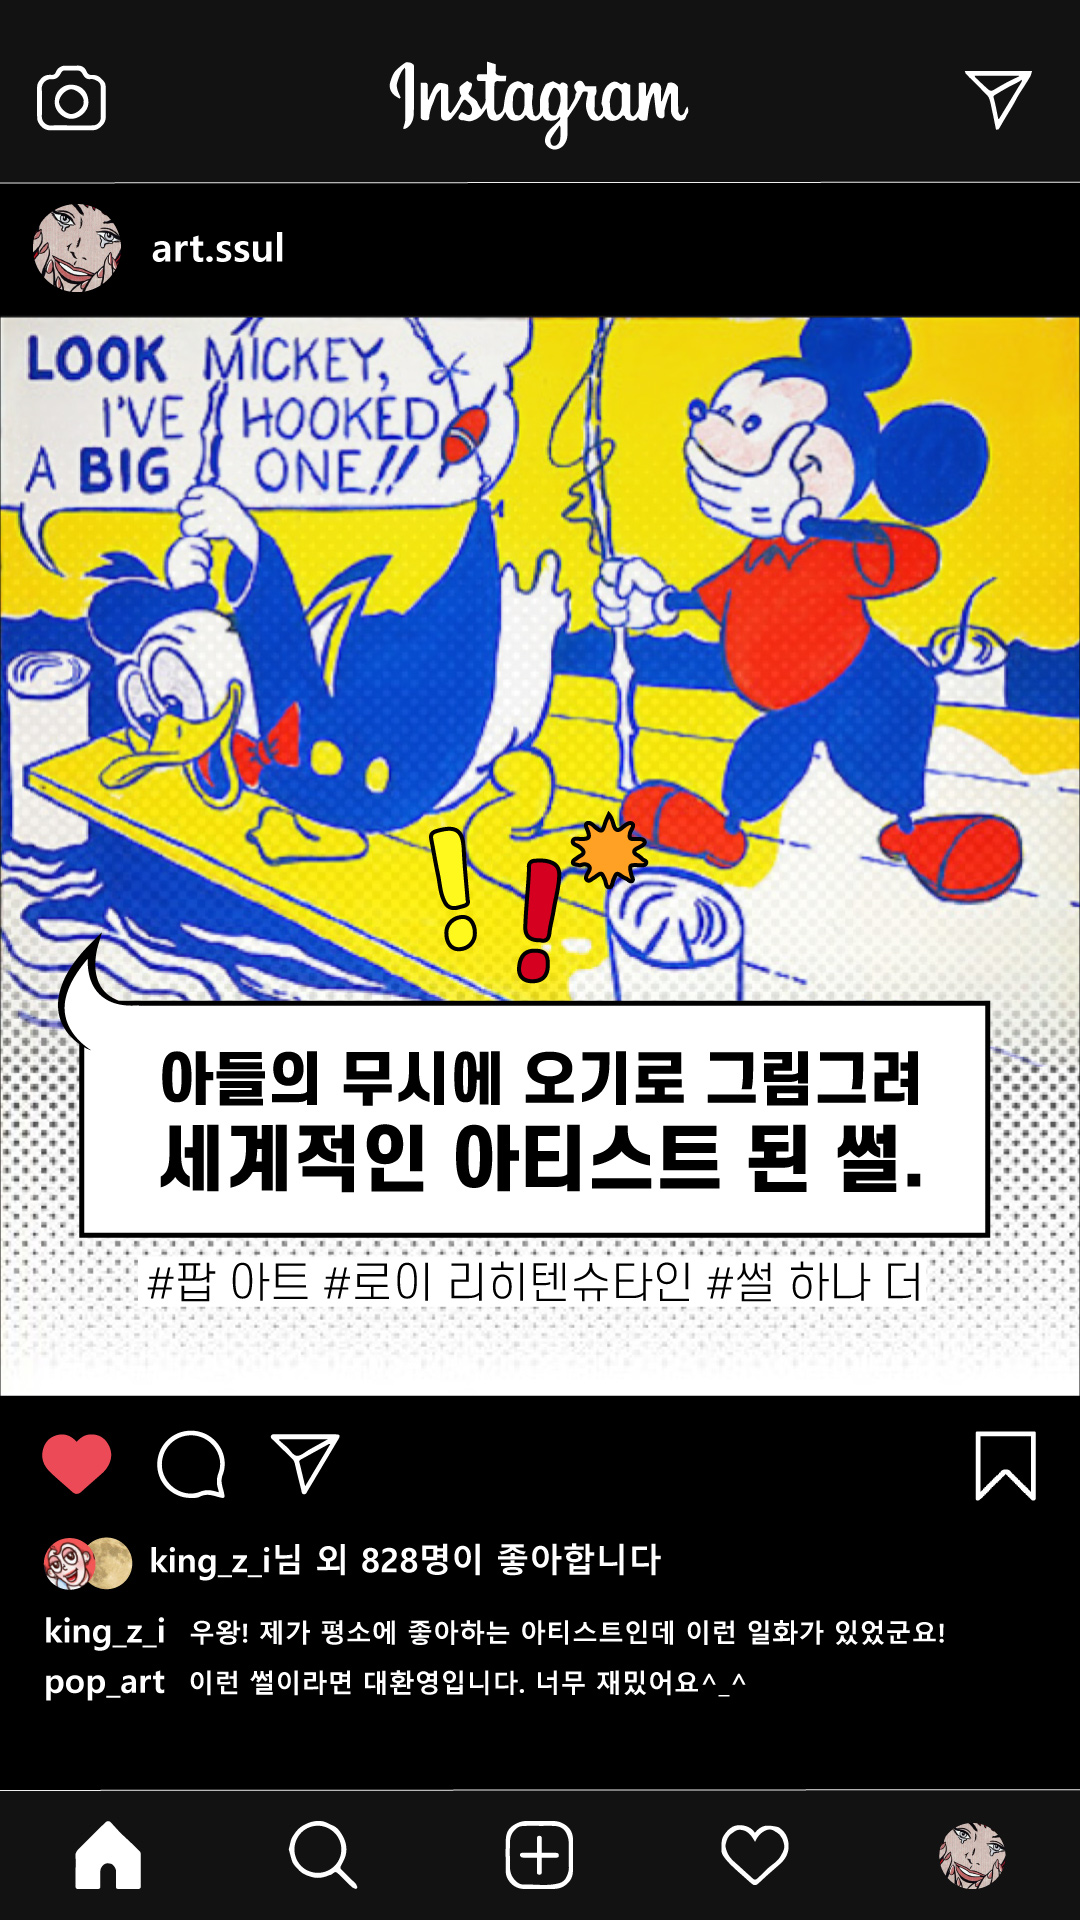 Instagram
art.ssul
LOOK MICKEY,
I'VE HOOKED
A BIG ONE!!
아들의 무시에 오기로 그림그려
세계적인 아티스트 된 썰.
#팝 아트 #로이 리히텐슈타인 #썰 하나 더
king_z_i님 외 828명이 좋아합니다
king_z_i 우왕! 제가 평소에 좋아하는 아티스트인데 이런 일화가 있었군요!
pop_art 이런 썰이라면 대환영입니다. 너무 재밌어요^_^